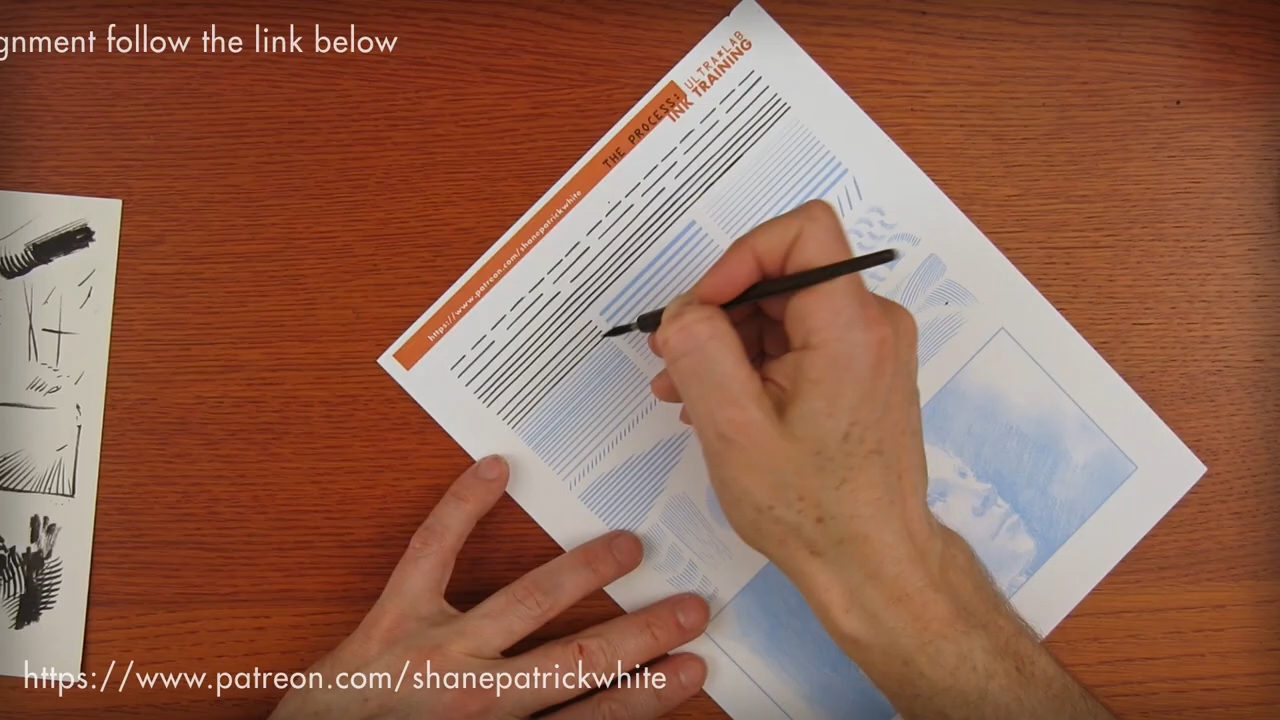 gnment follow the link below
ULTRA★LAB
THE PROCESS: INK TRAINING
https://www.patreon.com/shanepatrickwhite
https://www.patreon.com/shanepatrickwhite